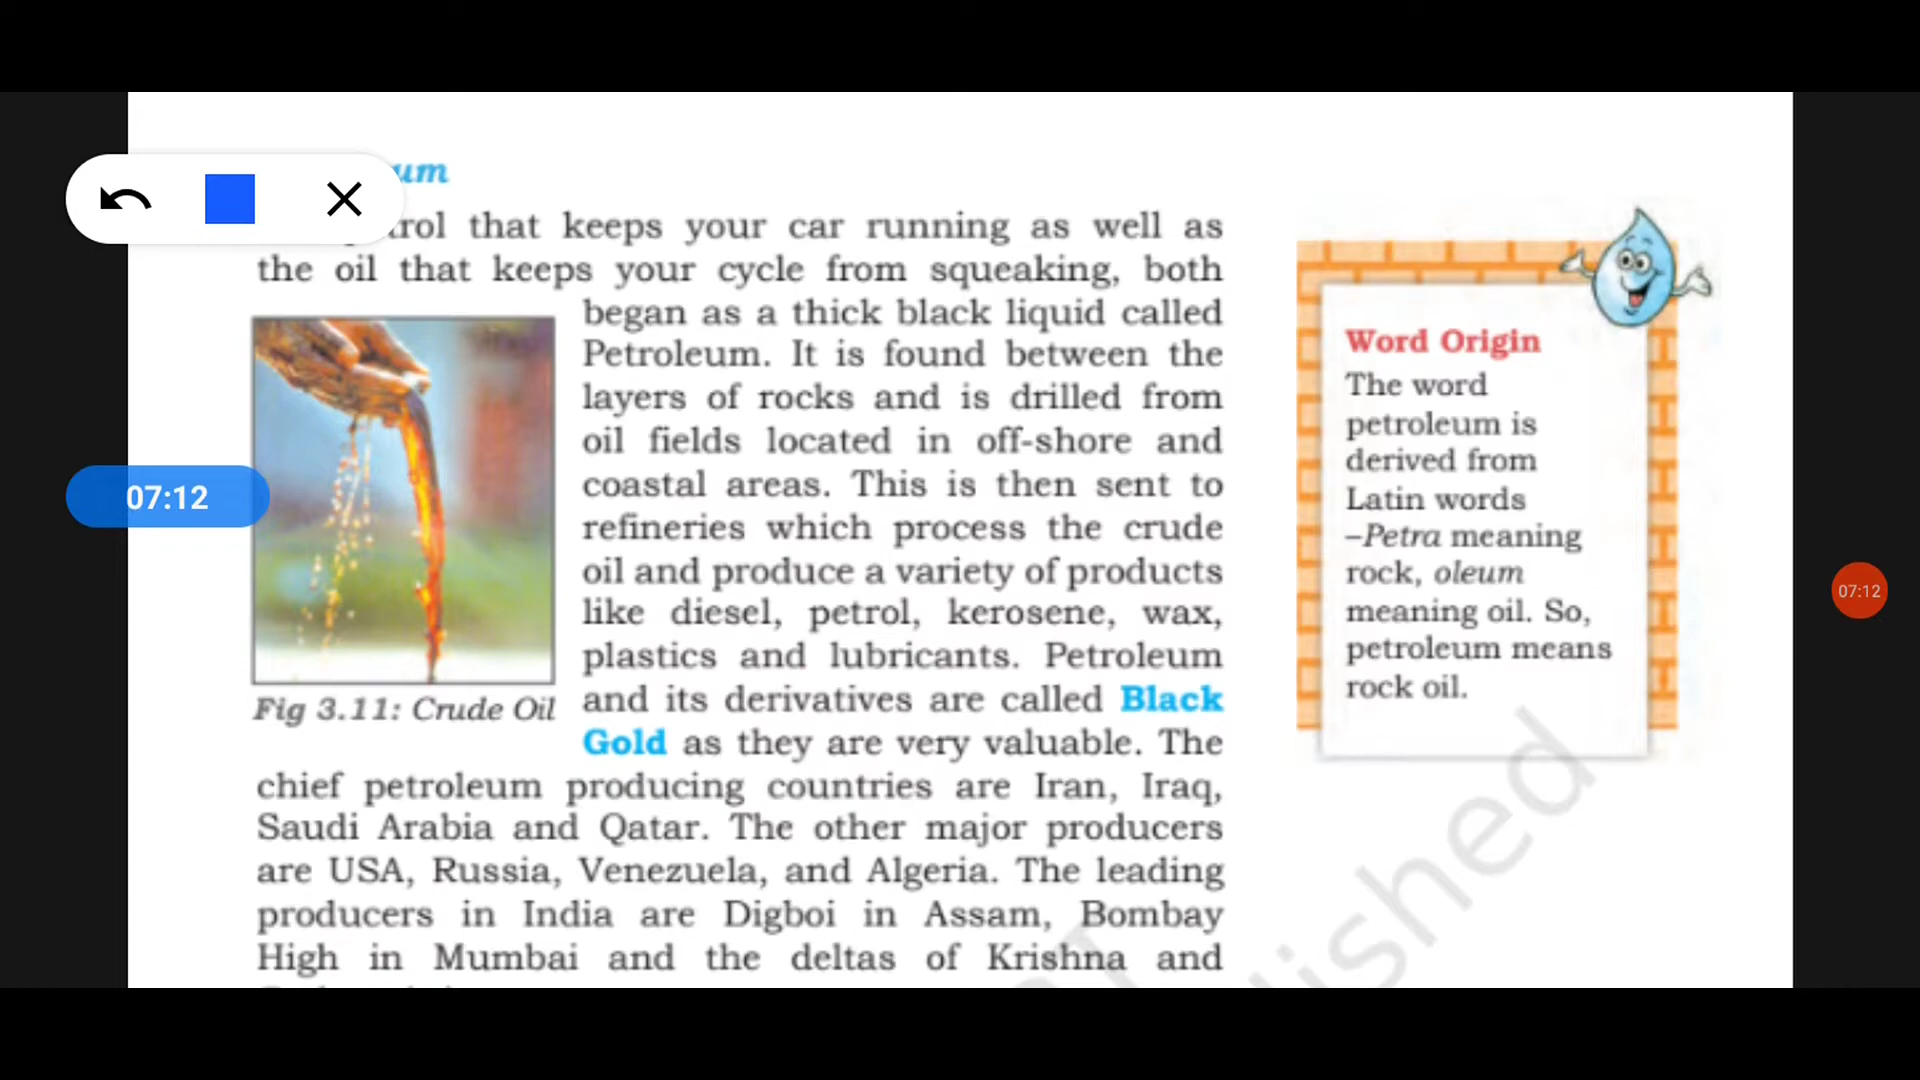 um
rol that keeps your car running as well as
the oil that keeps your cycle from squeaking, both
began as a thick black liquid called
Petroleum. It is found between the
layers of rocks and is drilled from
oil fields located in off-shore and
coastal areas. This is then sent to
refineries which process the crude
oil and produce a variety of products
like diesel, petrol, kerosene, wax,
plastics and lubricants. Petroleum
and its derivatives are called Black
Gold as they are very valuable. The
chief petroleum producing countries are Iran, Iraq,
Saudi Arabia and Qatar. The other major producers
are USA, Russia, Venezuela, and Algeria. The leading
producers in India are Digboi in Assam, Bombay
High in Mumbai and the deltas of Krishna and
Fig 3.11: Crude Oil
07:12
Word Origin
The word
petroleum is
derived from
Latin words
–Petra meaning
rock, oleum
meaning oil. So,
petroleum means
rock oil.
07:12
lished